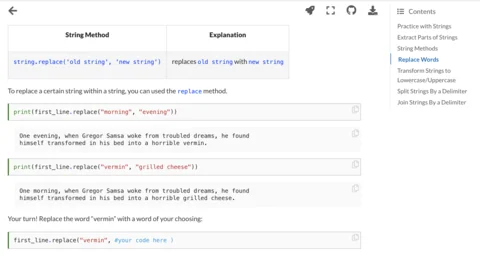 Contents
String Method Explanation
string.replace('old string', 'new string') replaces old string with new string
To replace a certain string within a string, you can used the replace method.
print(first_line.replace("morning", "evening"))
One evening, when Gregor Samsa woke from troubled dreams, he found
himself transformed in his bed into a horrible vermin.
print(first_line.replace("vermin", "grilled cheese"))
One morning, when Gregor Samsa woke from troubled dreams, he found
himself transformed in his bed into a horrible grilled cheese.
Your turn! Replace the word "vermin" with a word of your choosing:
first_line.replace("vermin", #your code here )
Practice with Strings
Extract Parts of Strings
String Methods
Replace Words
Transform Strings to
Lowercase/Uppercase
Split Strings By a Delimiter
Join Strings By a Delimiter